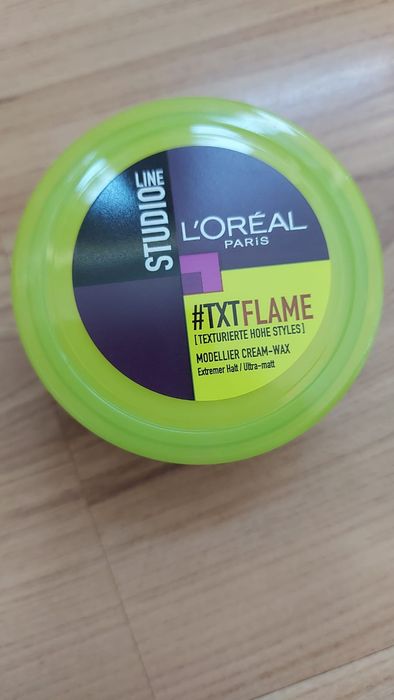 STUDIO LINE
L'ORÉAL
PARIS
#TXTFLAME
[TEXTURIERTE HOHE STYLES]
MODELLIER CREAM-WAX
Extremer Halt / Ultra-matt